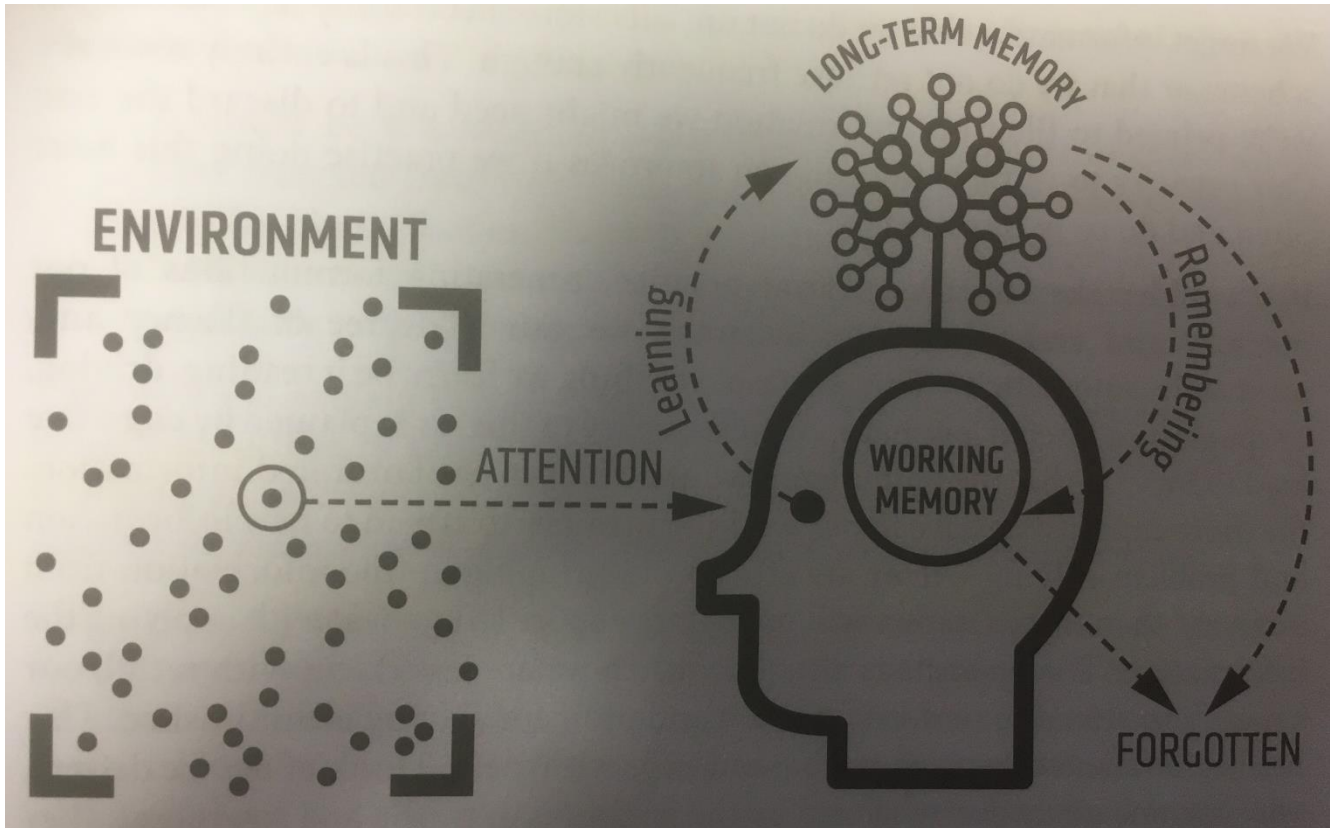 LONG-TERM MEMORY
ENVIRONMENT
Learning
Remembering
ATTENTION
WORKING
MEMORY
FORGOTTEN